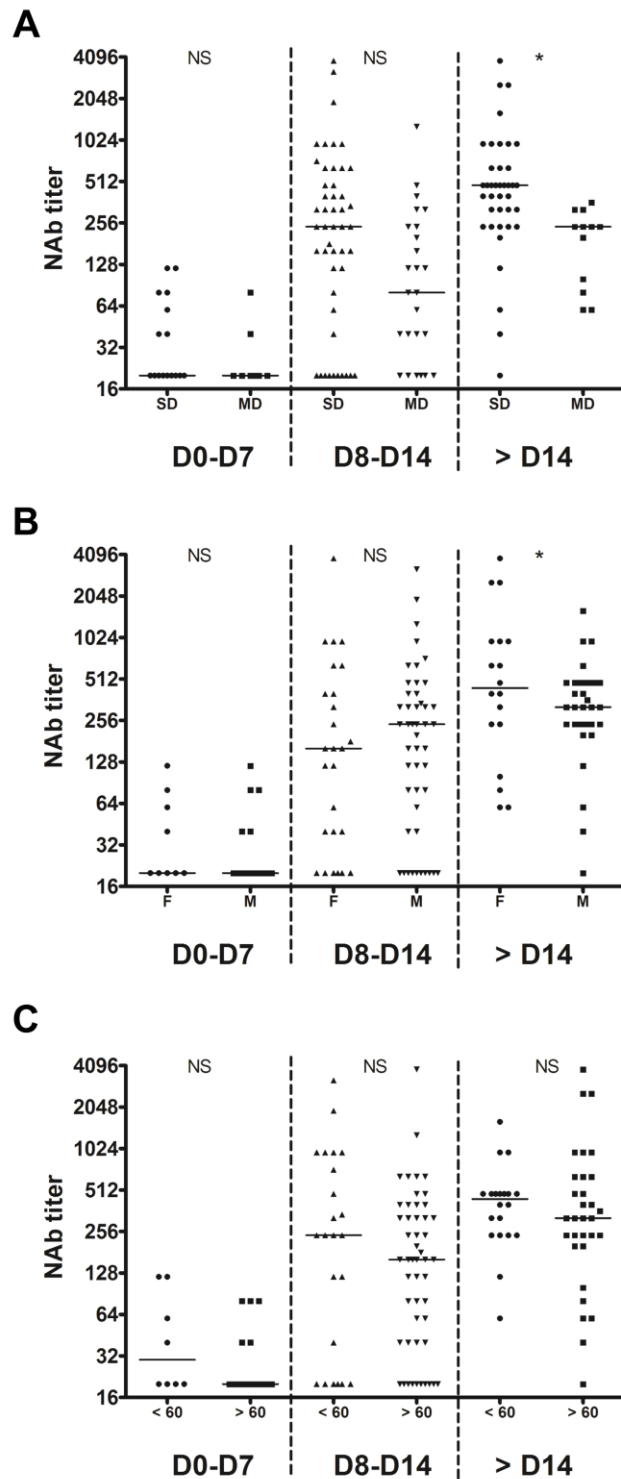 A
NAb titer
4096
2048
1024
512
256
128
64
32
16
NS
NS
*
SD
MD
SD
MD
SD
MD
D0-D7
D8-D14
> D14
B
NAb titer
4096
2048
1024
512
256
128
64
32
16
NS
NS
*
F
M
F
M
F
M
D0-D7
D8-D14
> D14
C
NAb titer
4096
2048
1024
512
256
128
64
32
16
NS
NS
NS
< 60
> 60
< 60
> 60
< 60
> 60
D0-D7
D8-D14
> D14